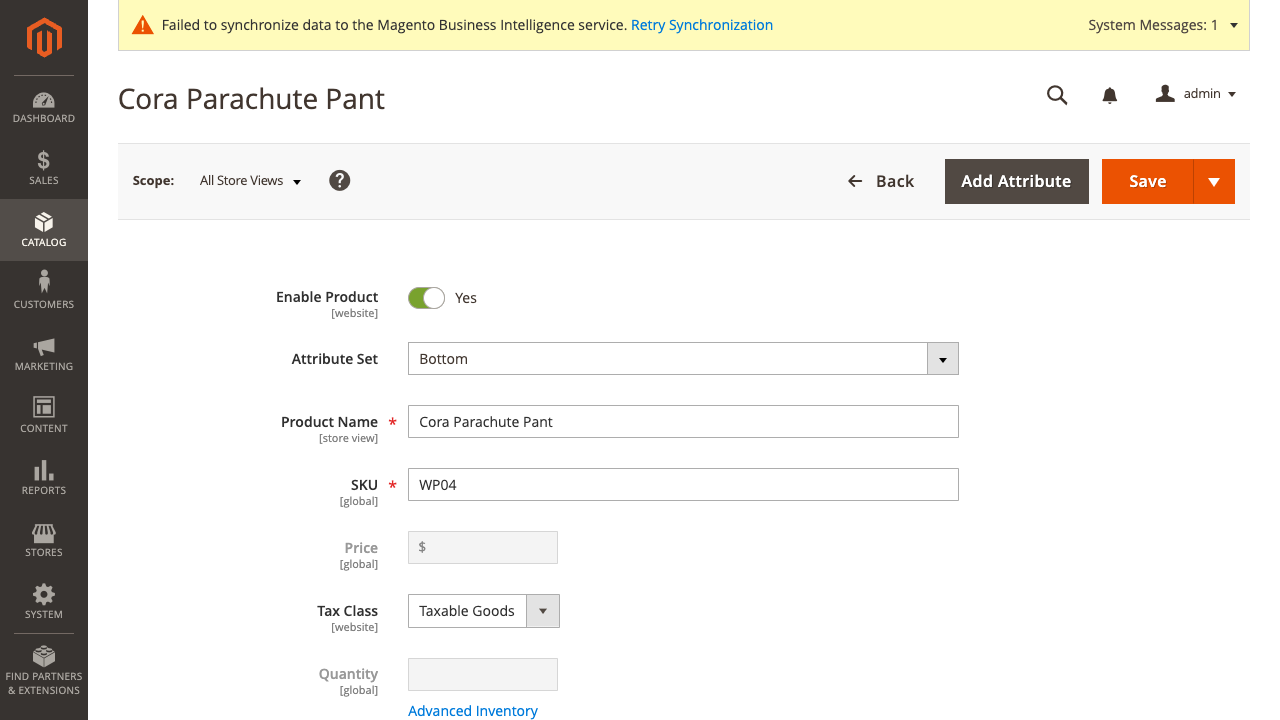 Failed to synchronize data to the Magento Business Intelligence service. Retry Synchronization
System Messages: 1
Cora Parachute Pant
admin
Scope: All Store Views
?
Back
Add Attribute
Save
DASHBOARD
SALES
CATALOG
CUSTOMERS
MARKETING
CONTENT
REPORTS
STORES
SYSTEM
FIND PARTNERS
& EXTENSIONS
Enable Product
[website]
Yes
Attribute Set
Bottom
Product Name *
[store view]
Cora Parachute Pant
SKU *
[global]
WP04
Price
[global]
$
Tax Class
[website]
Taxable Goods
Quantity
[global]
Advanced Inventory